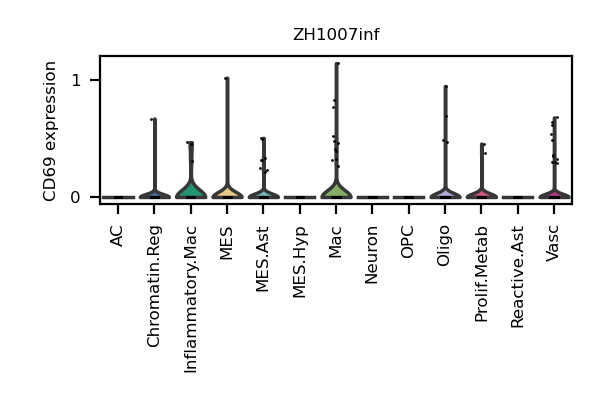 ZH1007inf
CD69 expression
1
0
AC
Chromatin.Reg
Inflammatory.Mac
MES
MES.Ast
MES.Hyp
Mac
Neuron
OPC
Oligo
Prolif.Metab
Reactive.Ast
Vasc